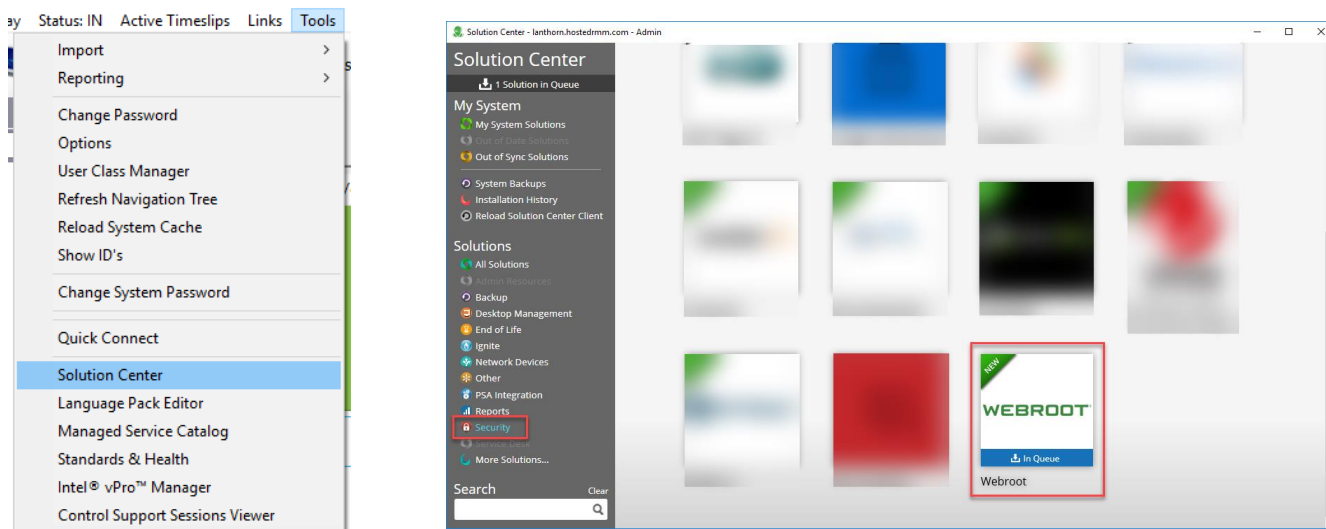 ay Status: IN Active Timeslips Links Tools
Import
Reporting
Change Password
Options
User Class Manager
Refresh Navigation Tree
Reload System Cache
Show ID's
Change System Password
Quick Connect
Solution Center
Language Pack Editor
Managed Service Catalog
Standards & Health
Intel® vPro™ Manager
Control Support Sessions Viewer
Solution Center - lanthorn.hostedrmm.com - Admin
Solution Center
1 Solution in Queue
My System
My System Solutions
Out of Date Solutions
Out of Sync Solutions
System Backups
Installation History
Reload Solution Center Client
Solutions
All Solutions
Admin Resources
Backup
Desktop Management
End of Life
Ignite
Network Devices
Other
PSA Integration
Reports
Security
Service Desk
More Solutions...
Search Clear
NEW
WEBROOT
In Queue
Webroot